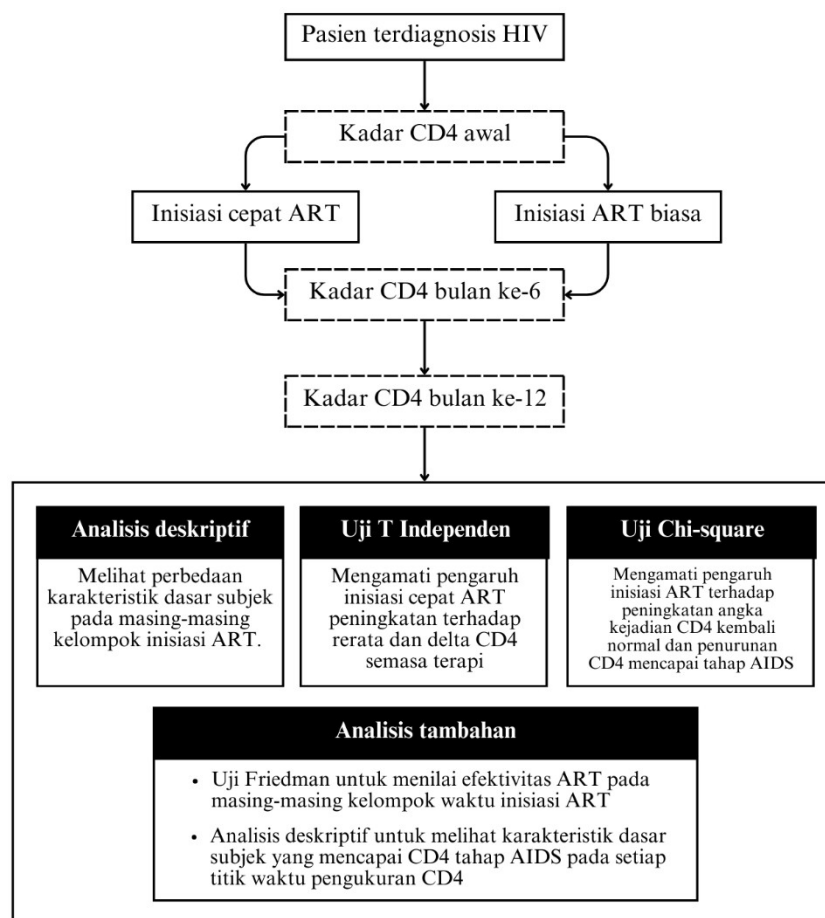 Pasien terdiagnosis HIV
Kadar CD4 awal
Inisiasi cepat ART
Inisiasi ART biasa
Kadar CD4 bulan ke-6
Kadar CD4 bulan ke-12
Analisis deskriptif
Melihat perbedaan
karakteristik dasar subjek
pada masing-masing
kelompok inisiasi ART.
Uji T Independen
Mengamati pengaruh
inisiasi cepat ART
peningkatan terhadap
rerata dan delta CD4
semasa terapi
Uji Chi-square
Mengamati pengaruh
inisiasi ART terhadap
peningkatan angka
kejadian CD4 kembali
normal dan penurunan
CD4 mencapai tahap AIDS
Analisis tambahan
• Uji Friedman untuk menilai efektivitas ART pada
masing-masing kelompok waktu inisiasi ART
• Analisis deskriptif untuk melihat karakteristik dasar
subjek yang mencapai CD4 tahap AIDS pada setiap
titik waktu pengukuran CD4